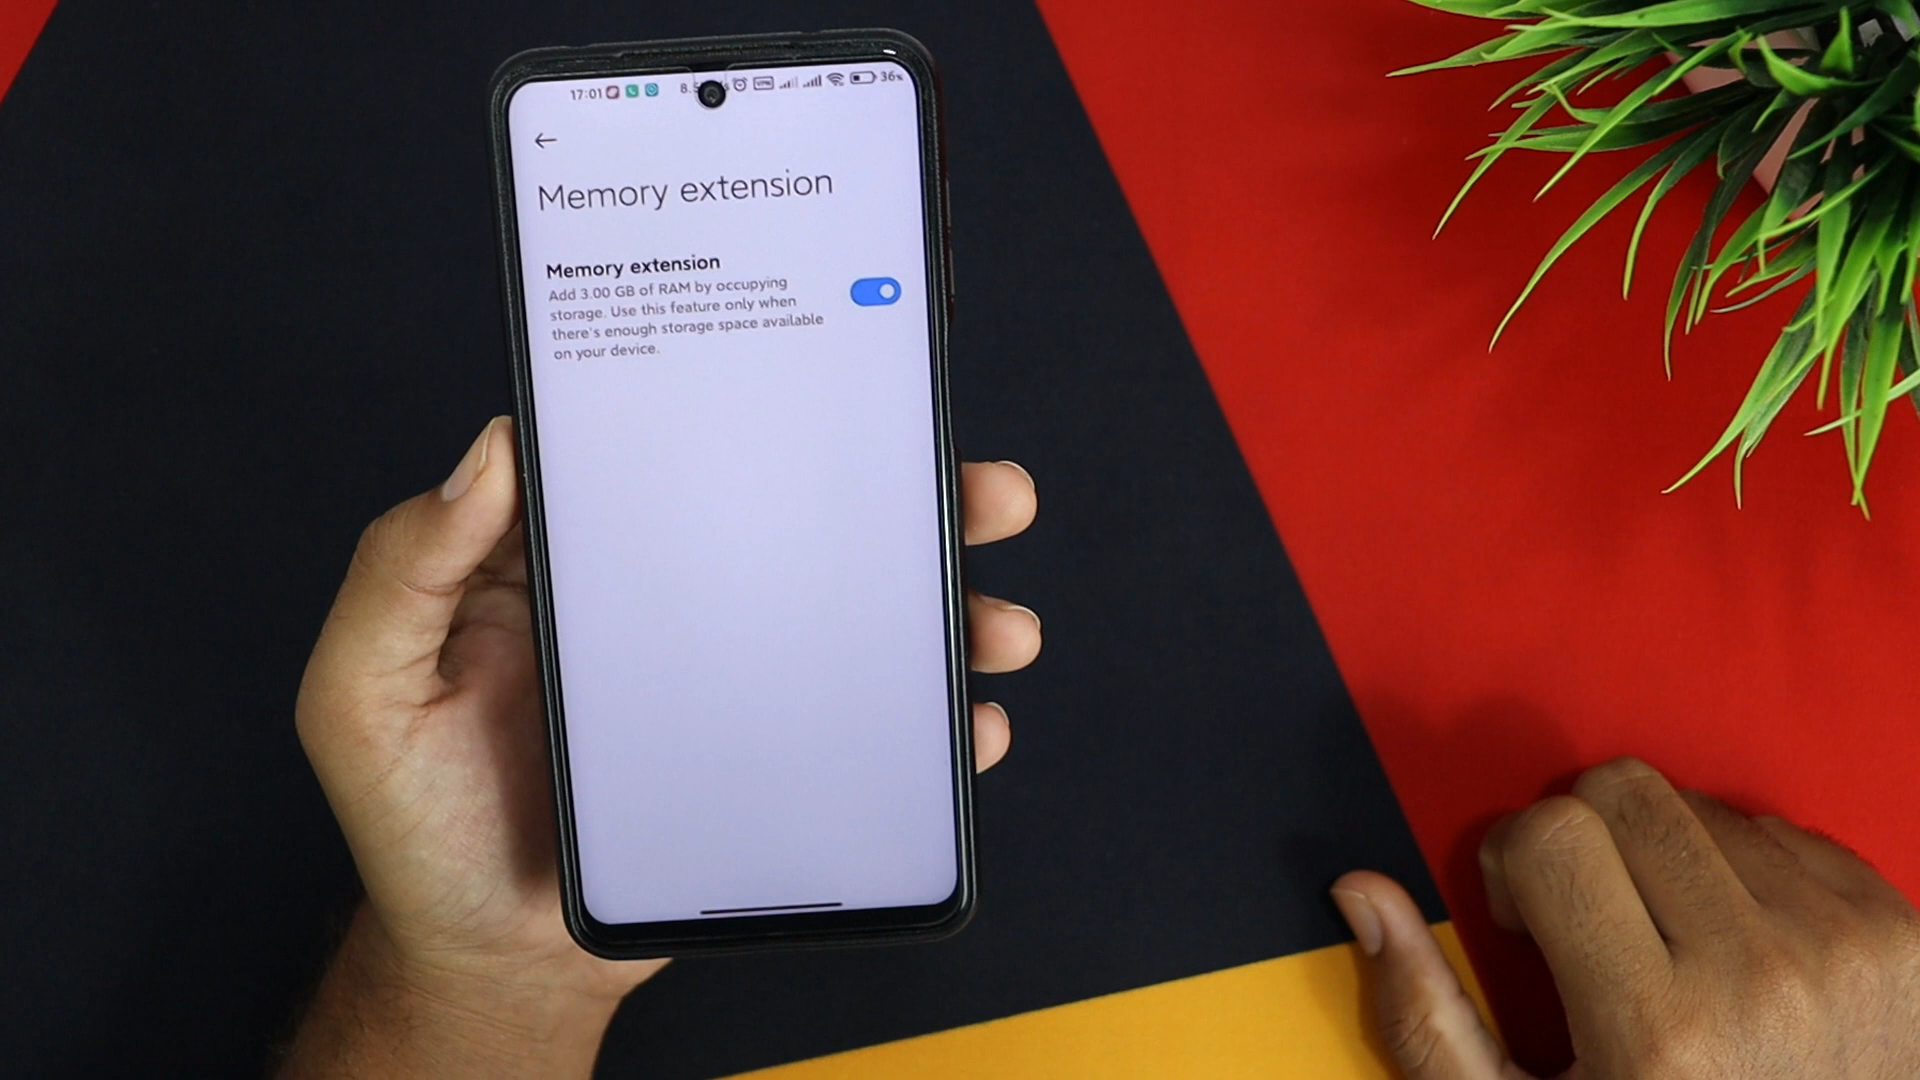 17:01 36%
Memory extension
Memory extension
Add 3.00 GB of RAM by occupying
storage. Use this feature only when
there's enough storage space available
on your device.